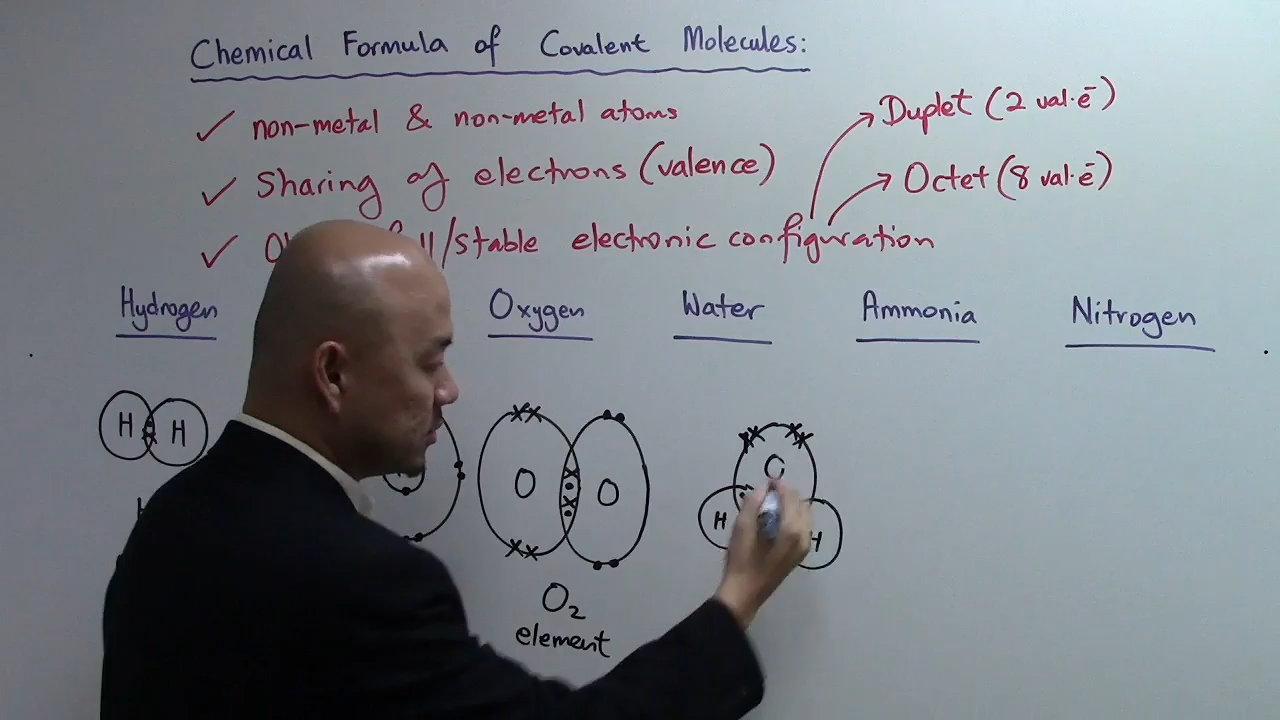 Chemical Formula of Covalent Molecules:
✓ non-metal & non-metal atoms
Duplet (2 val.ē)
✓ Sharing of electrons (valence)
Octet (8 val.ē)
✓ /stable electronic configuration
Hydrogen
Oxygen
Water
Ammonia
Nitrogen
H H
O O
O
H H
O₂
element